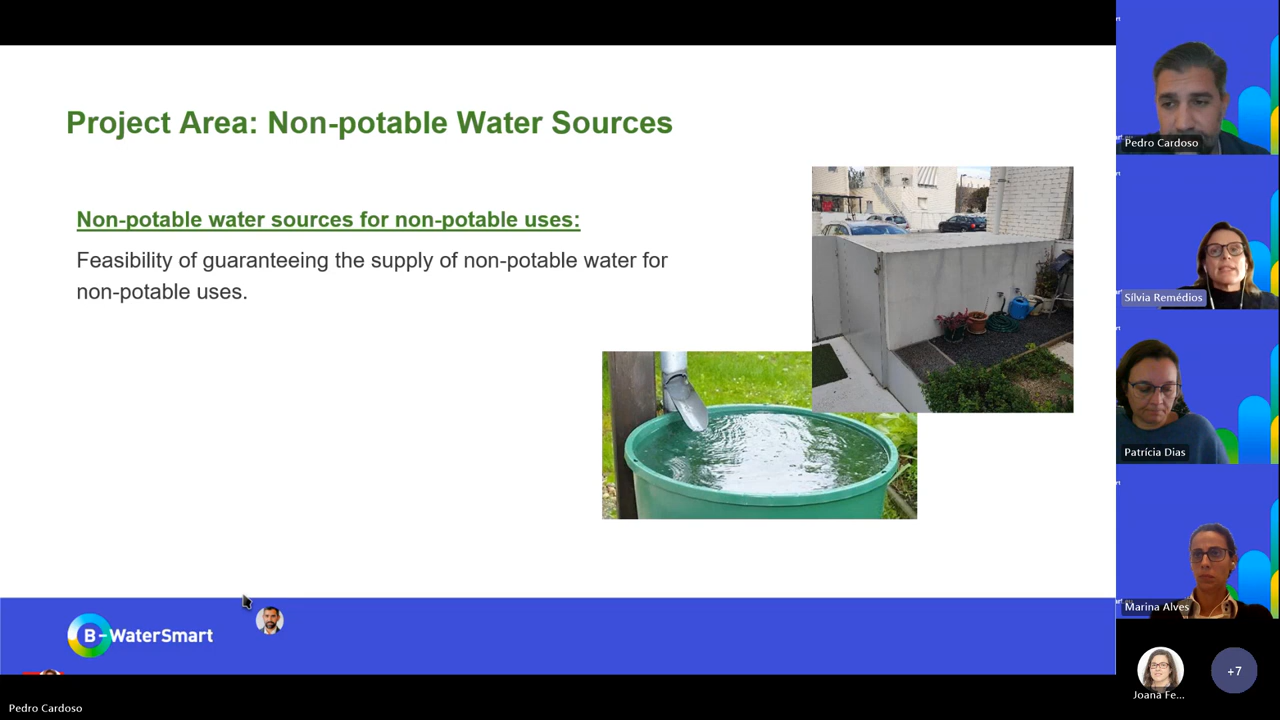 Project Area: Non-potable Water Sources
Non-potable water sources for non-potable uses:
Feasibility of guaranteeing the supply of non-potable water for
non-potable uses.
B-WaterSmart
Pedro Cardoso
Pedro Cardoso
Sílvia Remédios
Patrícia Dias
Marina Alves
Joana Fe...
+7